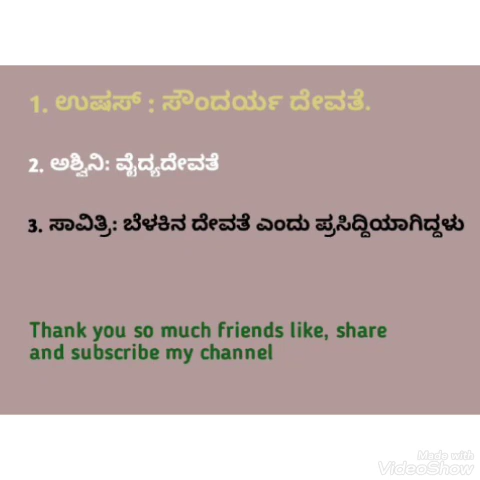 1. ಉಷಸ್ : ಸೌಂದರ್ಯ ದೇವತೆ.
2. ಅಶ್ವಿನಿ: ವೈದ್ಯದೇವತೆ
3. ಸಾವಿತ್ರಿ: ಬೆಳಕಿನ ದೇವತೆ ಎಂದು ಪ್ರಸಿದ್ದಿಯಾಗಿದ್ದಳು
Thank you so much friends like, share
and subscribe my channel
Made with
VideoShow